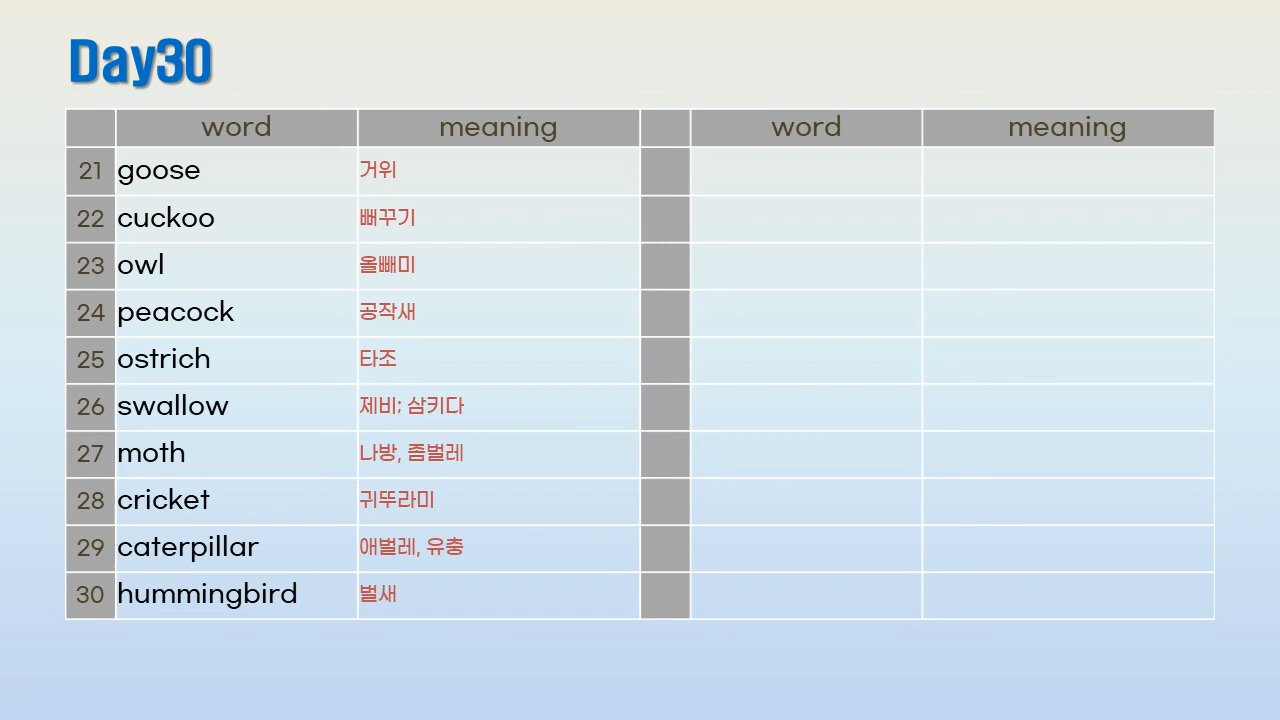 Day30
word meaning word meaning
21 goose 거위
22 cuckoo 뻐꾸기
23 owl 올빼미
24 peacock 공작새
25 ostrich 타조
26 swallow 제비; 삼키다
27 moth 나방, 좀벌레
28 cricket 귀뚜라미
29 caterpillar 애벌레, 유충
30 hummingbird 벌새